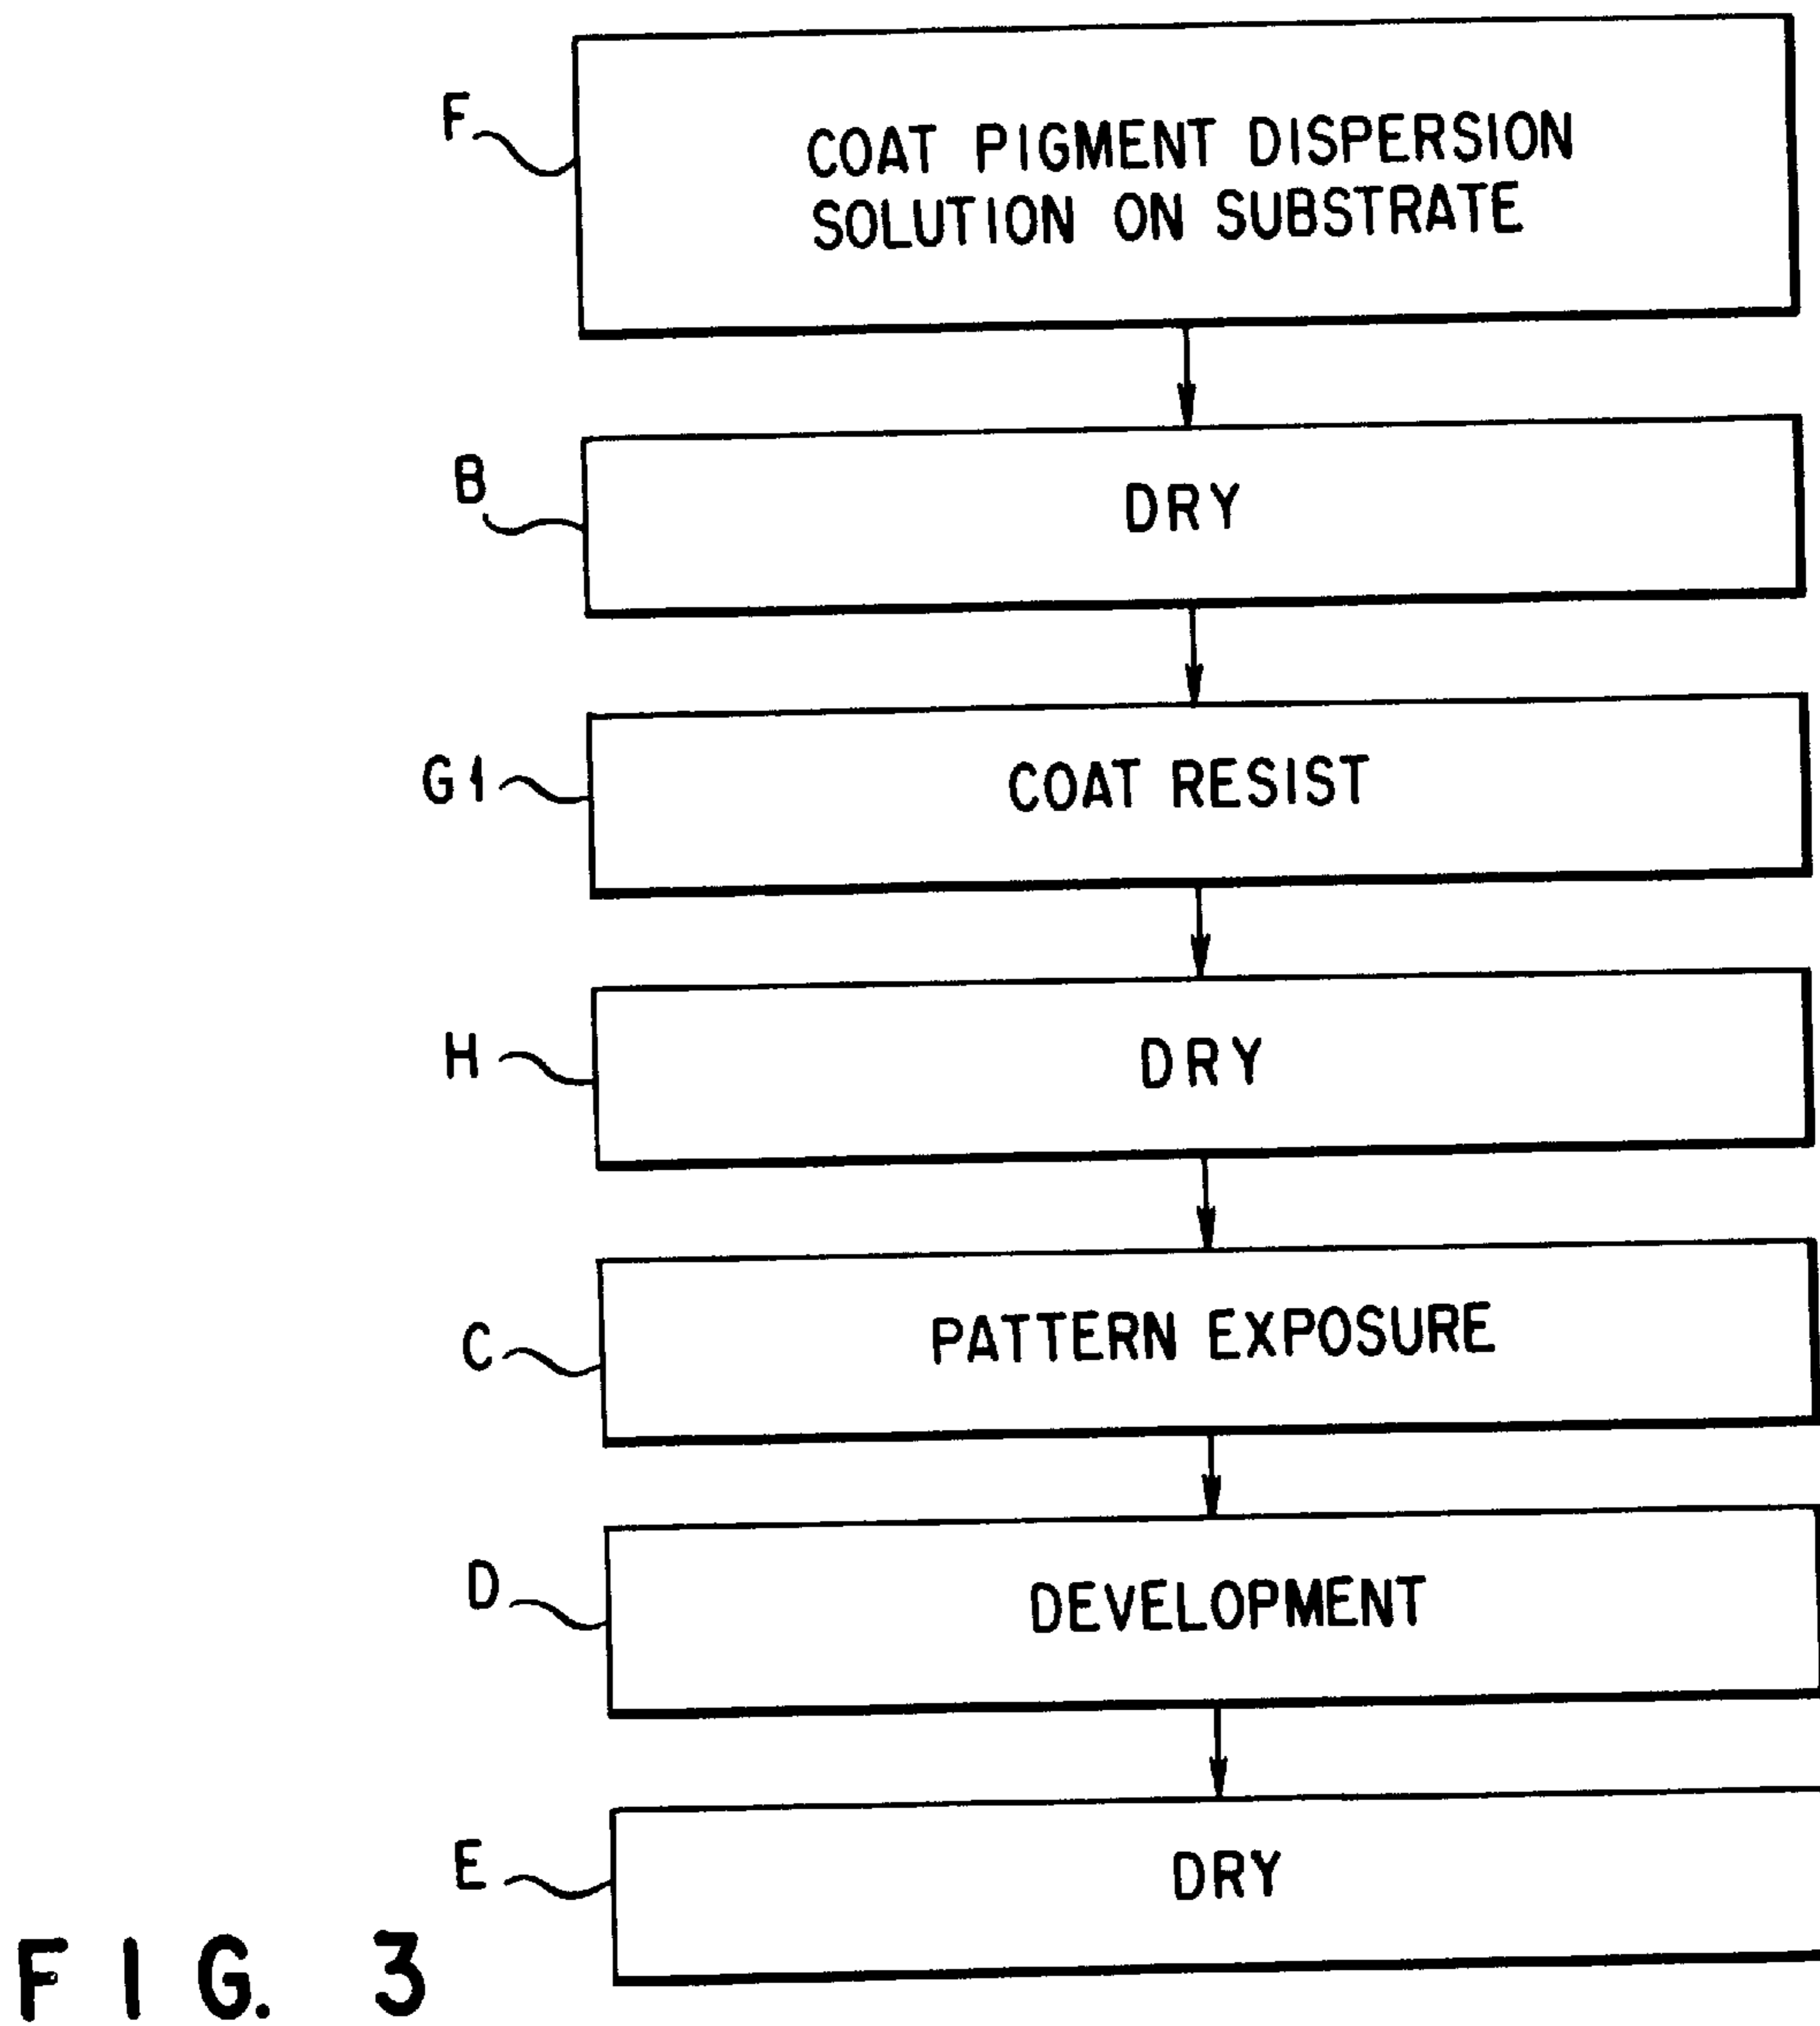 F
COAT PIGMENT DISPERSION
SOLUTION ON SUBSTRATE
B
DRY
G1
COAT RESIST
H
DRY
C
PATTERN EXPOSURE
D
DEVELOPMENT
E
DRY
FIG. 3